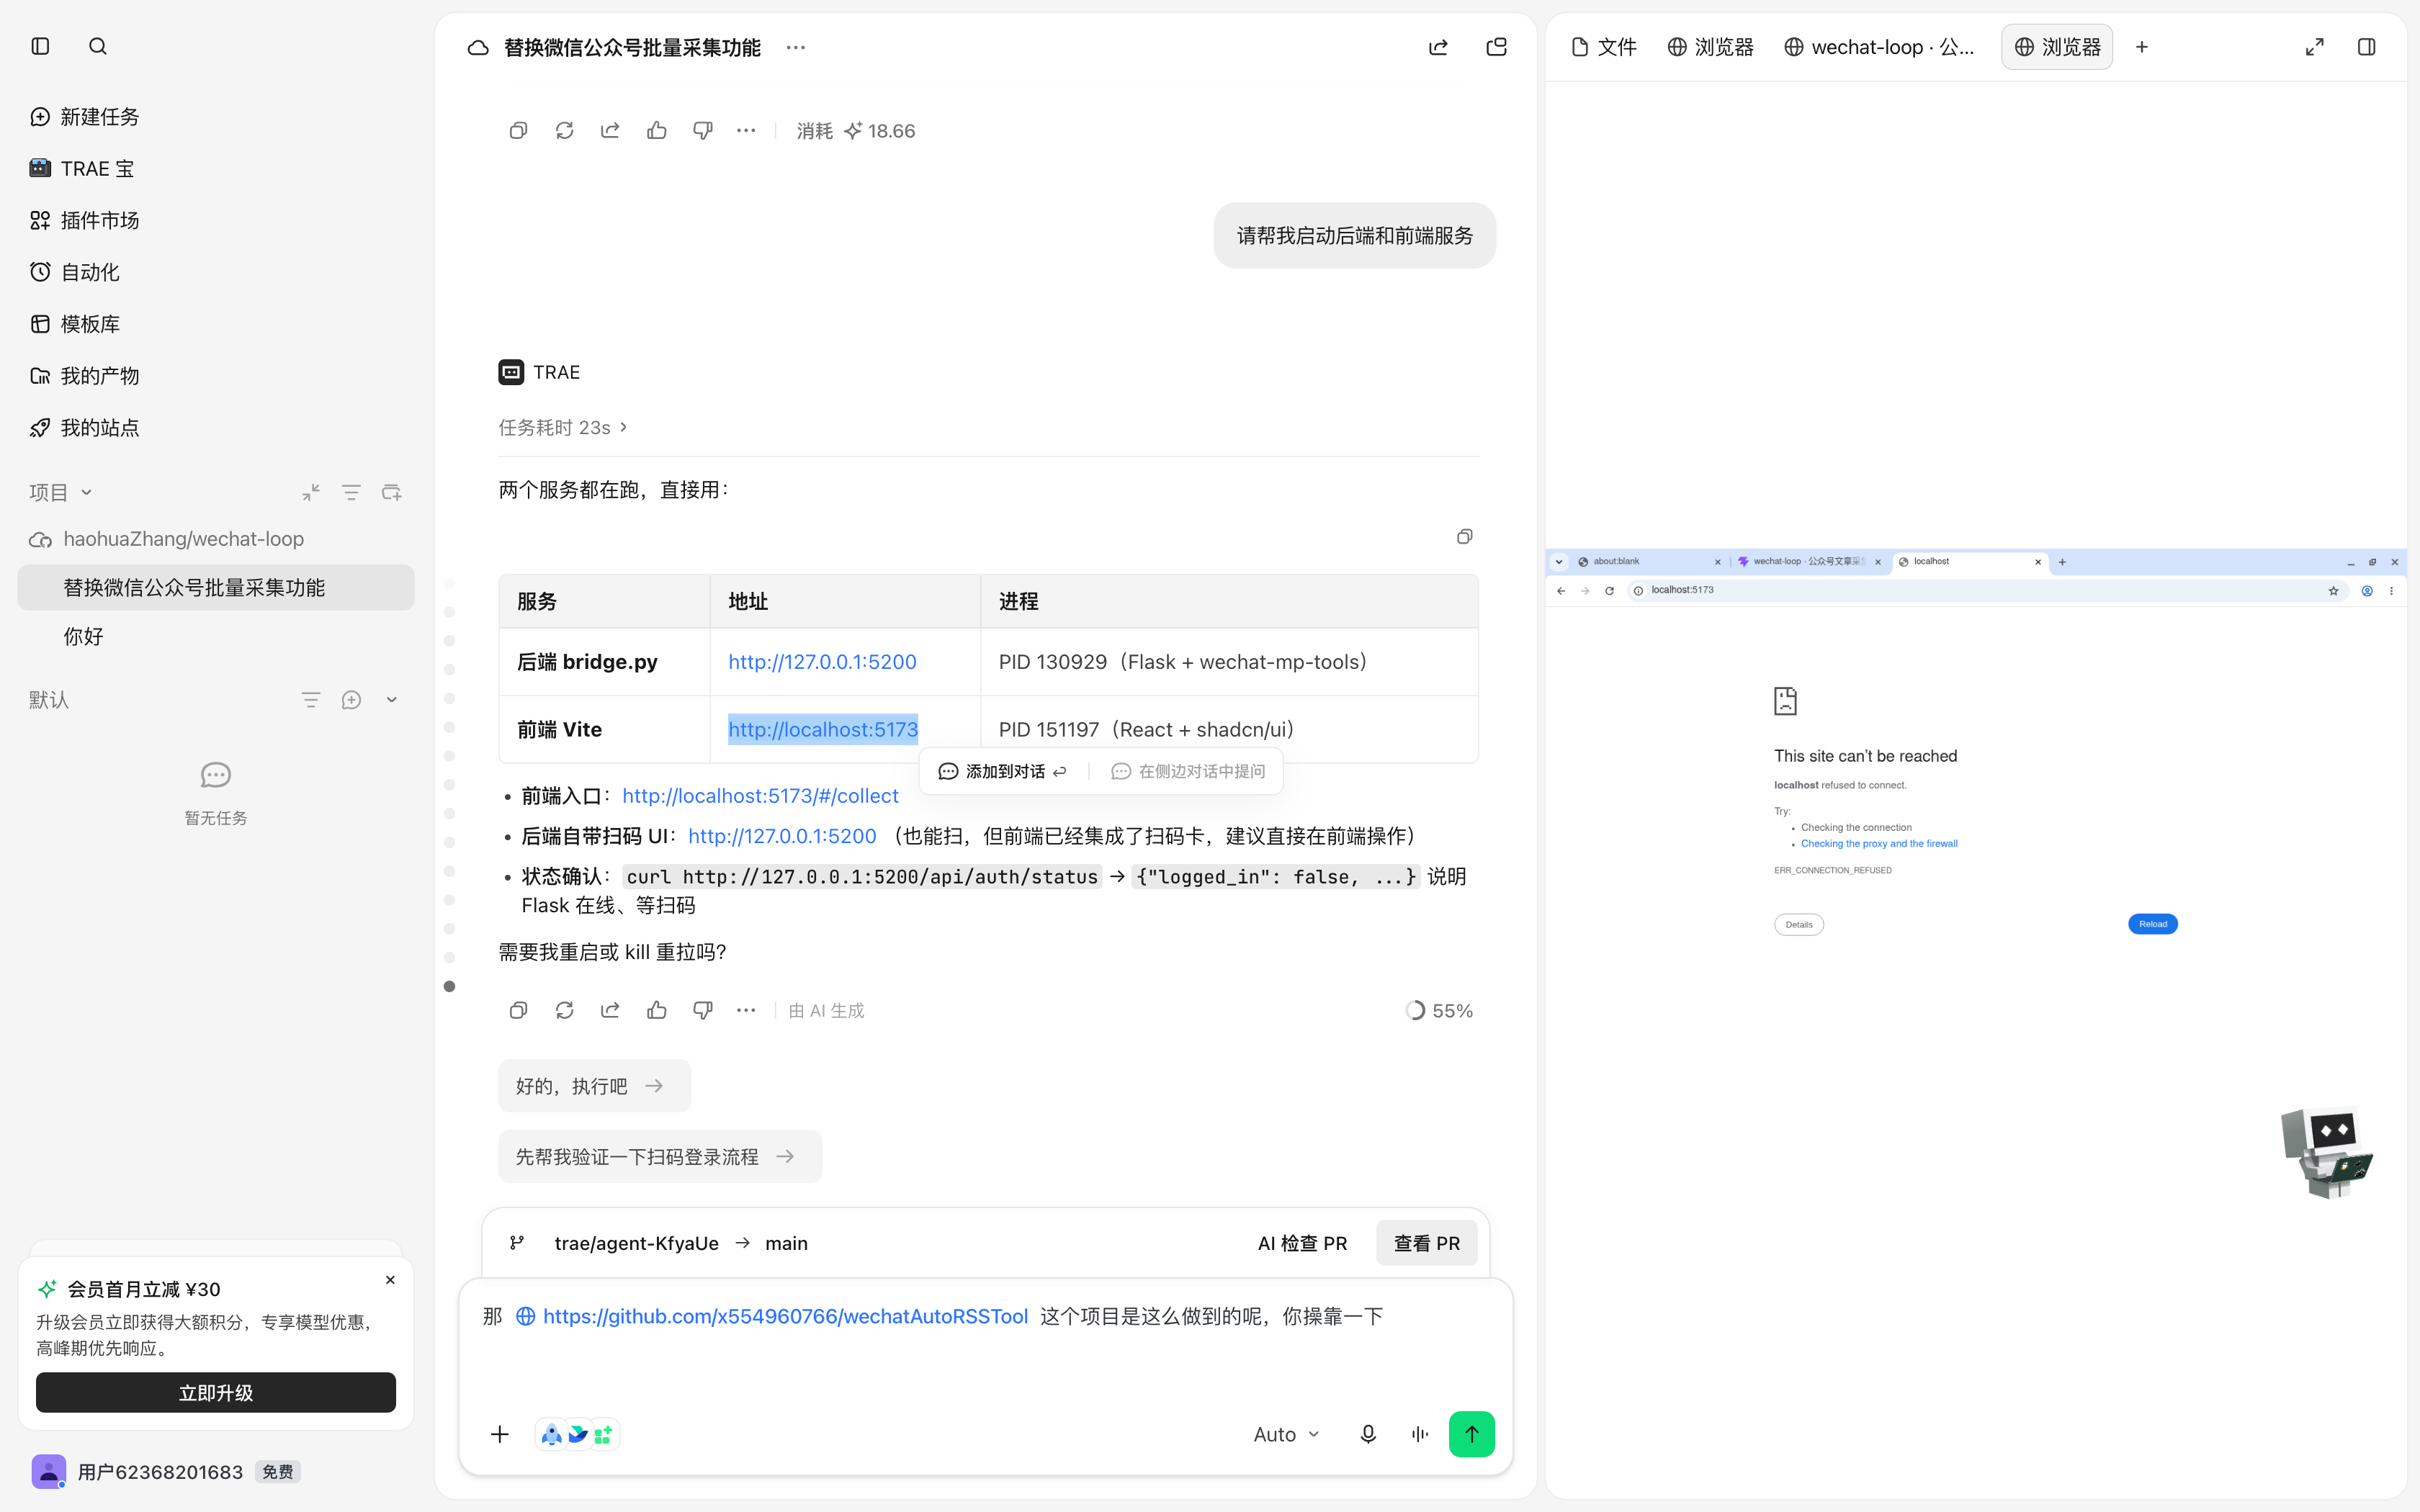 新建任务
TRAE 宝
插件市场
自动化
模板库
我的产物
我的站点
项目
haohuaZhang/wechat-loop
替换微信公众号批量采集功能
你好
默认
暂无任务
会员首月立减 ¥30
升级会员立即获得大额积分，专享模型优惠，
高峰期优先响应。
立即升级
用户62368201683 免费
替换微信公众号批量采集功能
消耗 18.66
请帮我启动后端和前端服务
TRAE
任务耗时 23s
两个服务都在跑，直接用：
服务 地址 进程
后端 bridge.py http://127.0.0.1:5200 PID 130929（Flask + wechat-mp-tools）
前端 Vite http://localhost:5173 PID 151197（React + shadcn/ui）
添加到对话 在侧边对话中提问
• 前端入口：http://localhost:5173/#/collect
• 后端自带扫码 UI：http://127.0.0.1:5200 （也能扫，但前端已经集成了扫码卡，建议直接在前端操作）
• 状态确认：curl http://127.0.0.1:5200/api/auth/status → {"logged_in": false, ...} 说明
Flask 在线、等扫码
需要我重启或 kill 重拉吗？
由 AI 生成 55%
好的，执行吧 →
先帮我验证一下扫码登录流程 →
trae/agent-KfyaUe → main AI 检查 PR 查看 PR
那 https://github.com/x554960766/wechatAutoRSSTool 这个项目是这么做到的呢，你操靠一下
Auto
文件 浏览器 wechat-loop · 公... 浏览器
about:blank wechat-loop · 公众号文章采 localhost
localhost:5173
This site can't be reached
localhost refused to connect.
Try:
• Checking the connection
• Checking the proxy and the firewall
ERR_CONNECTION_REFUSED
Details Reload